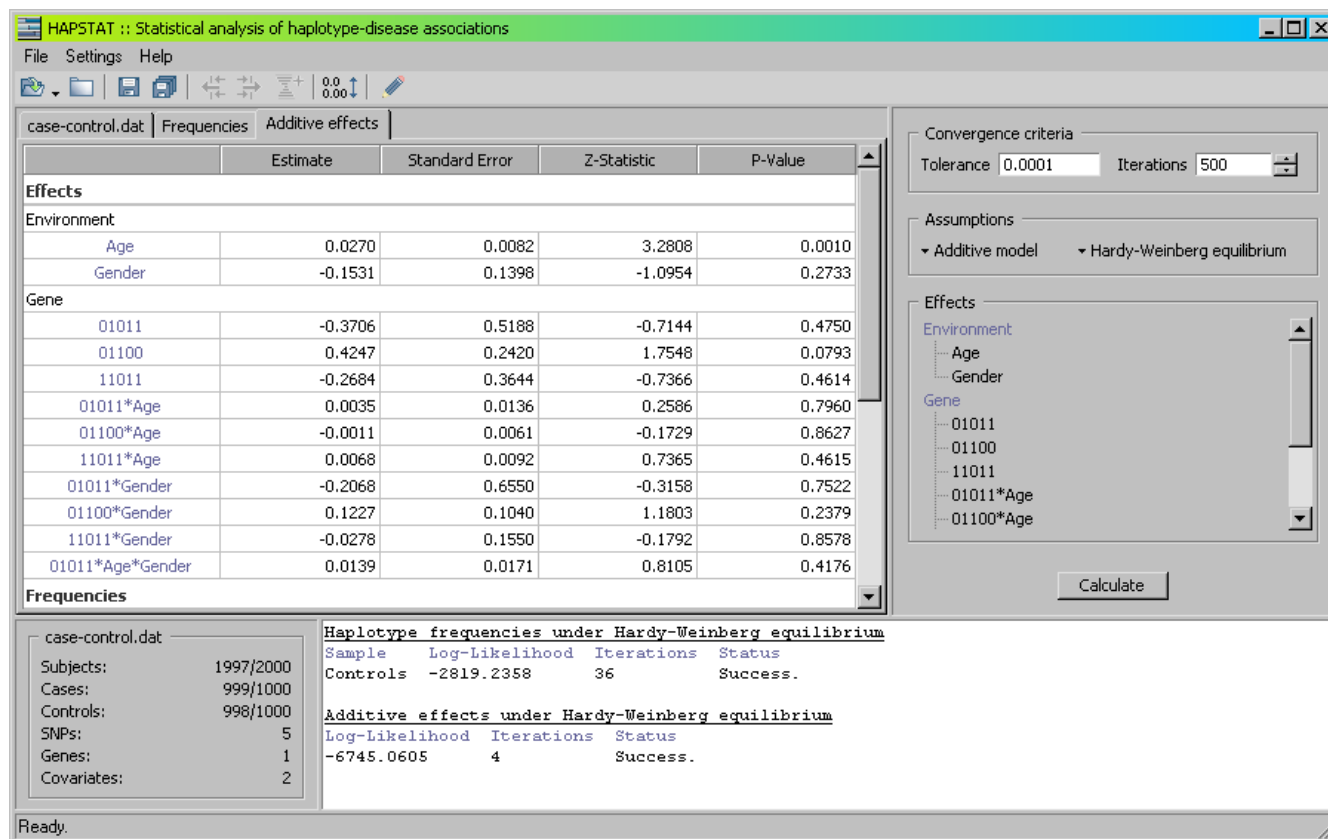 HAPSTAT :: Statistical analysis of haplotype-disease associations
File Settings Help
0.0
0.00
case-control.dat Frequencies Additive effects
Estimate Standard Error Z-Statistic P-Value
Effects
Environment
Age 0.0270 0.0082 3.2808 0.0010
Gender -0.1531 0.1398 -1.0954 0.2733
Gene
01011 -0.3706 0.5188 -0.7144 0.4750
01100 0.4247 0.2420 1.7548 0.0793
11011 -0.2684 0.3644 -0.7366 0.4614
01011*Age 0.0035 0.0136 0.2586 0.7960
01100*Age -0.0011 0.0061 -0.1729 0.8627
11011*Age 0.0068 0.0092 0.7365 0.4615
01011*Gender -0.2068 0.6550 -0.3158 0.7522
01100*Gender 0.1227 0.1040 1.1803 0.2379
11011*Gender -0.0278 0.1550 -0.1792 0.8578
01011*Age*Gender 0.0139 0.0171 0.8105 0.4176
Frequencies
Convergence criteria
Tolerance 0.0001 Iterations 500
Assumptions
Additive model Hardy-Weinberg equilibrium
Effects
Environment
Age
Gender
Gene
01011
01100
11011
01011*Age
01100*Age
Calculate
case-control.dat
Subjects: 1997/2000
Cases: 999/1000
Controls: 998/1000
SNPs: 5
Genes: 1
Covariates: 2
Haplotype frequencies under Hardy-Weinberg equilibrium
Sample Log-Likelihood Iterations Status
Controls -2819.2358 36 Success.
Additive effects under Hardy-Weinberg equilibrium
Log-Likelihood Iterations Status
-6745.0605 4 Success.
Ready.